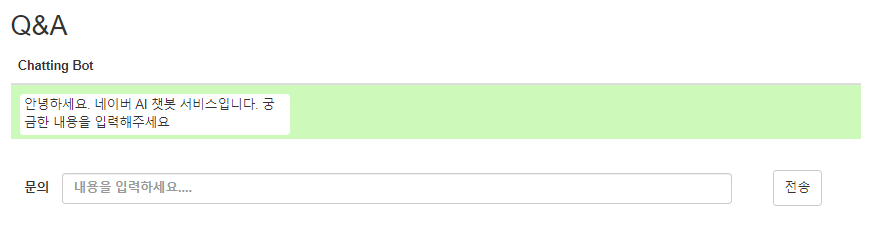 Q&A
Chatting Bot
안녕하세요. 네이버 AI 챗봇 서비스입니다. 궁
금한 내용을 입력해주세요
문의 내용을 입력하세요.... 전송